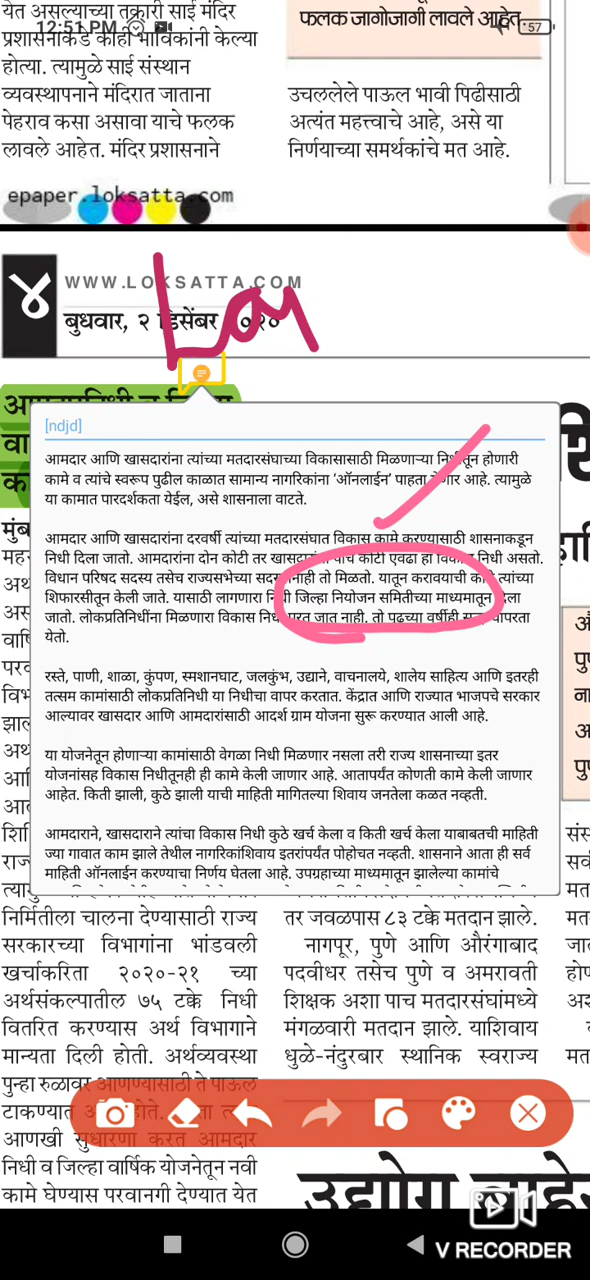 येत असल्याच्या तक्रारी साई मंदिर
प्रशासनाकडे काही भाविकांनी केल्या
होत्या. त्यामुळे साई संस्थान
व्यवस्थापनाने मंदिरात जाताना
पेहराव कसा असावा याचे फलक
लावले आहेत. मंदिर प्रशासनाने
12:51 PM
57
फलक जागोजागी लावले आहेत.
उचललेले पाऊल भावी पिढीसाठी
अत्यंत महत्त्वाचे आहे, असे या
निर्णयाच्या समर्थकांचे मत आहे.
epaper.loksatta.com
४
WWW.LOKSATTA.COM
बुधवार, २ डिसेंबर २०२०
[ndjd]
आमदार आणि खासदारांना त्यांच्या मतदारसंघाच्या विकासासाठी मिळणाऱ्या निधीतून होणारी
कामे व त्यांचे स्वरूप पुढील काळात सामान्य नागरिकांना 'ऑनलाईन' पाहता येणार आहे. त्यामुळे
या कामात पारदर्शकता येईल, असे शासनाला वाटते.
आमदार आणि खासदारांना दरवर्षी त्यांच्या मतदारसंघात विकास कामे करण्यासाठी शासनाकडून
निधी दिला जातो. आमदारांना दोन कोटी तर खासदारांना पाच कोटी एवढा हा विकास निधी असतो.
विधान परिषद सदस्य तसेच राज्यसभेच्या सदस्यांनाही तो मिळतो. यातून करावयाची कामे त्यांच्या
शिफारसीतून केली जाते. यासाठी लागणारा निधी जिल्हा नियोजन समितीच्या माध्यमातून दिला
जातो. लोकप्रतिनिधींना मिळणारा विकास निधी परत जात नाही. तो पुढच्या वर्षीही सुद्धा वापरता
येतो.
रस्ते, पाणी, शाळा, कुंपण, स्मशानघाट, जलकुंभ, उद्याने, वाचनालये, शालेय साहित्य आणि इतरही
तत्सम कामांसाठी लोकप्रतिनिधी या निधीचा वापर करतात. केंद्रात आणि राज्यात भाजपचे सरकार
आल्यावर खासदार आणि आमदारांसाठी आदर्श ग्राम योजना सुरू करण्यात आली आहे.
या योजनेतून होणाऱ्या कामांसाठी वेगळा निधी मिळणार नसला तरी राज्य शासनाच्या इतर
योजनांसह विकास निधीतूनही ही कामे केली जाणार आहे. आतापर्यंत कोणती कामे केली जाणार
आहेत. किती झाली, कुठे झाली याची माहिती मागितल्या शिवाय जनतेला कळत नव्हती.
आमदाराने, खासदाराने त्यांचा विकास निधी कुठे खर्च केला व किती खर्च केला याबाबतची माहिती
ज्या गावात काम झाले तेथील नागरिकांशिवाय इतरांपर्यंत पोहोचत नव्हती. शासनाने आता ही सर्व
माहिती ऑनलाईन करण्याचा निर्णय घेतला आहे. उपग्रहाच्या माध्यमातून झालेल्या कामांचे
निर्मितीला चालना देण्यासाठी राज्य
सरकारच्या विभागांना भांडवली
खर्चाकरिता २०२०-२१ च्या
अर्थसंकल्पातील ७५ टक्के निधी
वितरित करण्यास अर्थ विभागाने
मान्यता दिली होती. अर्थव्यवस्था
पुन्हा रुळावर आणण्यासाठी ते पाऊल
टाकण्यात
आणखी सुधारणा करत आमदार
निधी व जिल्हा वार्षिक योजनेतून नवी
कामे घेण्यास परवानगी देण्यात येत
तर जवळपास ८३ टक्के मतदान झाले.
नागपूर, पुणे आणि औरंगाबाद
पदवीधर तसेच पुणे व अमरावती
शिक्षक अशा पाच मतदारसंघांमध्ये
मंगळवारी मतदान झाले. याशिवाय
धुळे-नंदुरबार स्थानिक स्वराज्य
V RECORDER